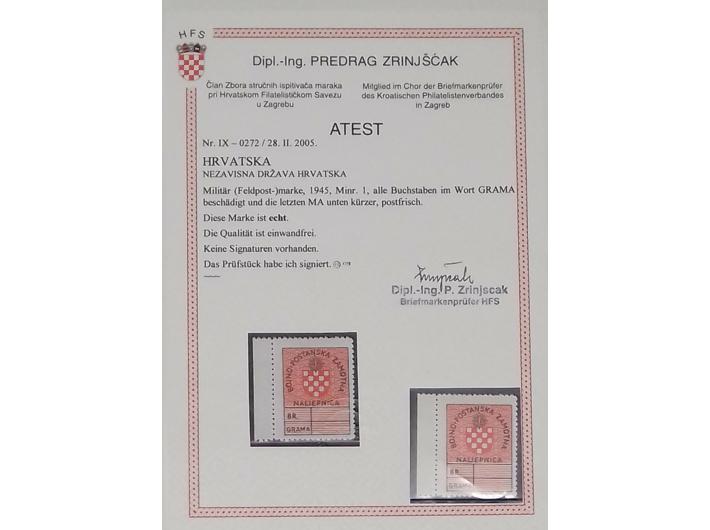 HFS
Dipl.-Ing. PREDRAG ZRINJŠĆAK
Član Zbora stručnih ispitivača maraka
pri Hrvatskom Filatelističkom Savezu
u Zagrebu
Mitglied im Chor der Briefmarkenprüfer
des Kroatischen Philatelistenverbandes
in Zagreb
ATEST
Nr. IX – 0272 / 28. II. 2005.
HRVATSKA
NEZAVISNA DRŽAVA HRVATSKA
Militär (Feldpost-)marke, 1945, Minr. 1, alle Buchstaben im Wort GRAMA
beschädigt und die letzten MA unten kürzer, postfrisch.
Diese Marke ist echt.
Die Qualität ist einwandfrei.
Keine Signaturen vorhanden.
Das Prüfstück habe ich signiert.
Dipl.-Ing. P. Zrinjscak
Briefmarkenprüfer HFS
BOJNO-POŠTANSKA ZAMOTNA
NALJEPNICA
BR.
GRAMA
BOJNO-POŠTANSKA ZAMOTNA
NALJEPNICA
BR.
GRAMA